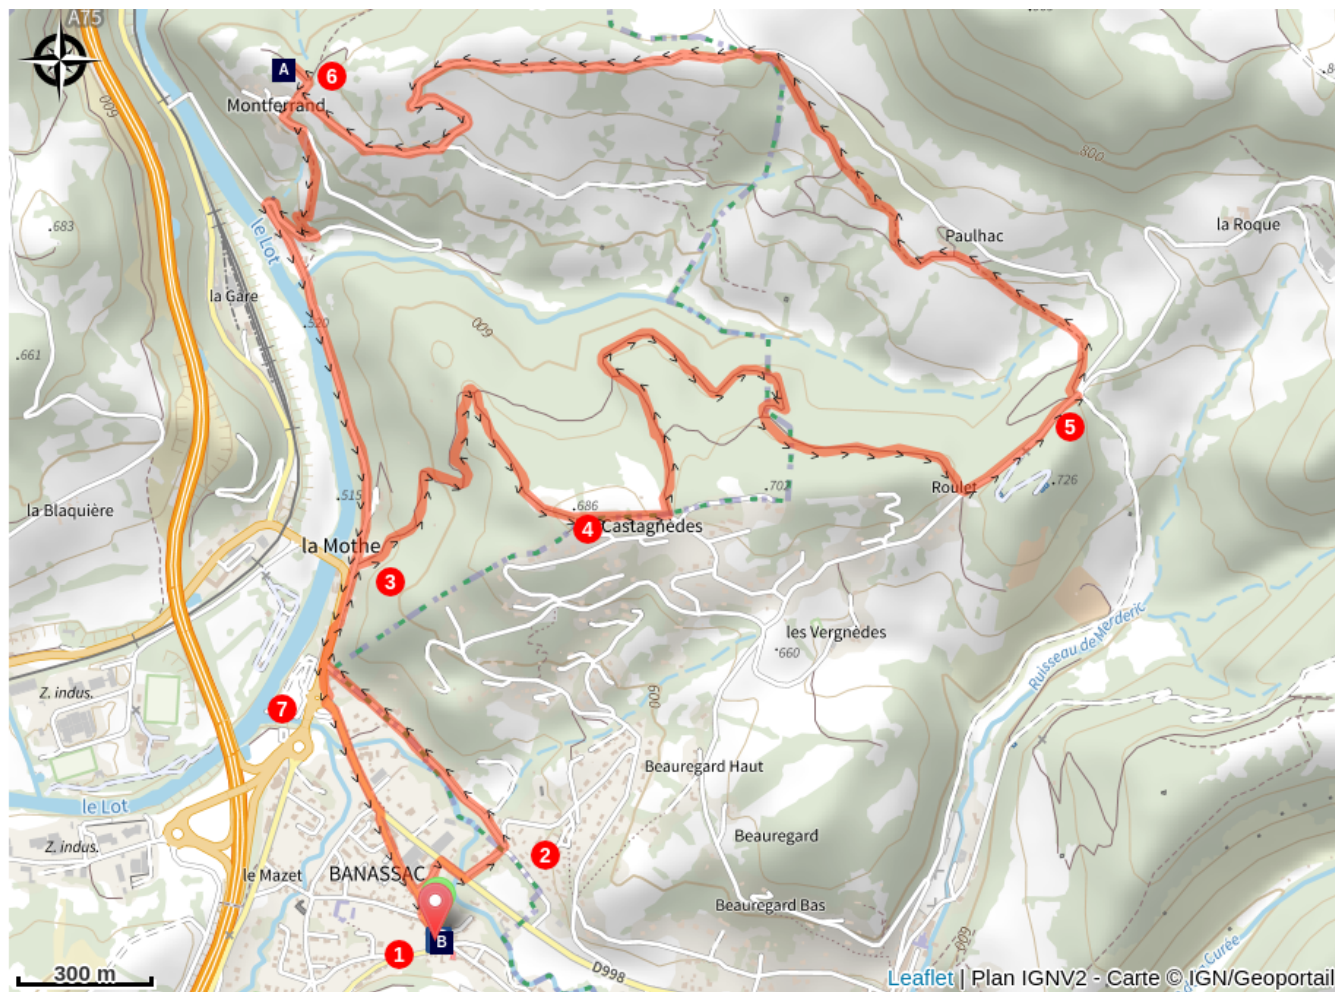 A75
600
A
6
Montferrand
800
.683
le Lot
la Roque
Paulhac
la Gare
.520
600
.661
5
.515
Roulet
.726
.702
la Blaquière
.686
4
Castagnèdes
la Mothe
3
Ruisseau de Merderic
les Vergnèdes
660
Z. indus.
600
7
Beauregard Haut
le Lot
Beauregard
Z. indus.
2
le Mazet
BANASSAC
Beauregard Bas
B
1
600
de Curée
D998
300 m
Leaflet | Plan IGNV2 - Carte © IGN/Geoportail